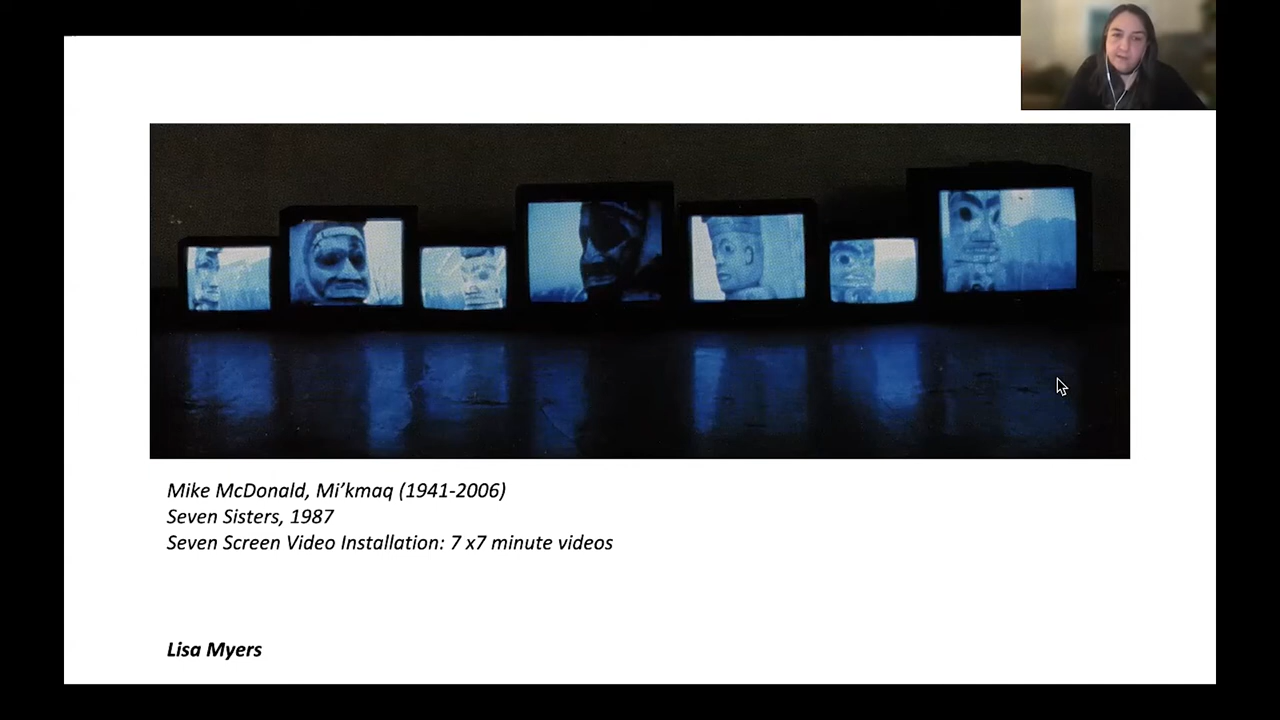 Mike McDonald, Mi’kmaq (1941-2006)
Seven Sisters, 1987
Seven Screen Video Installation: 7 x7 minute videos
Lisa Myers